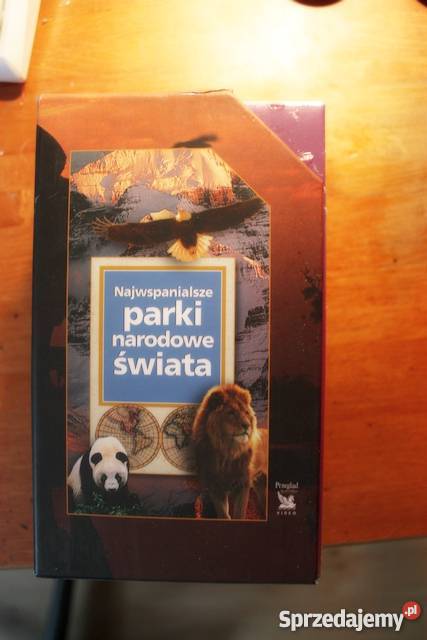 Najwspanialsze
parki
narodowe
świata
Przegląd
VIDEO
Sprzedajemy.pl